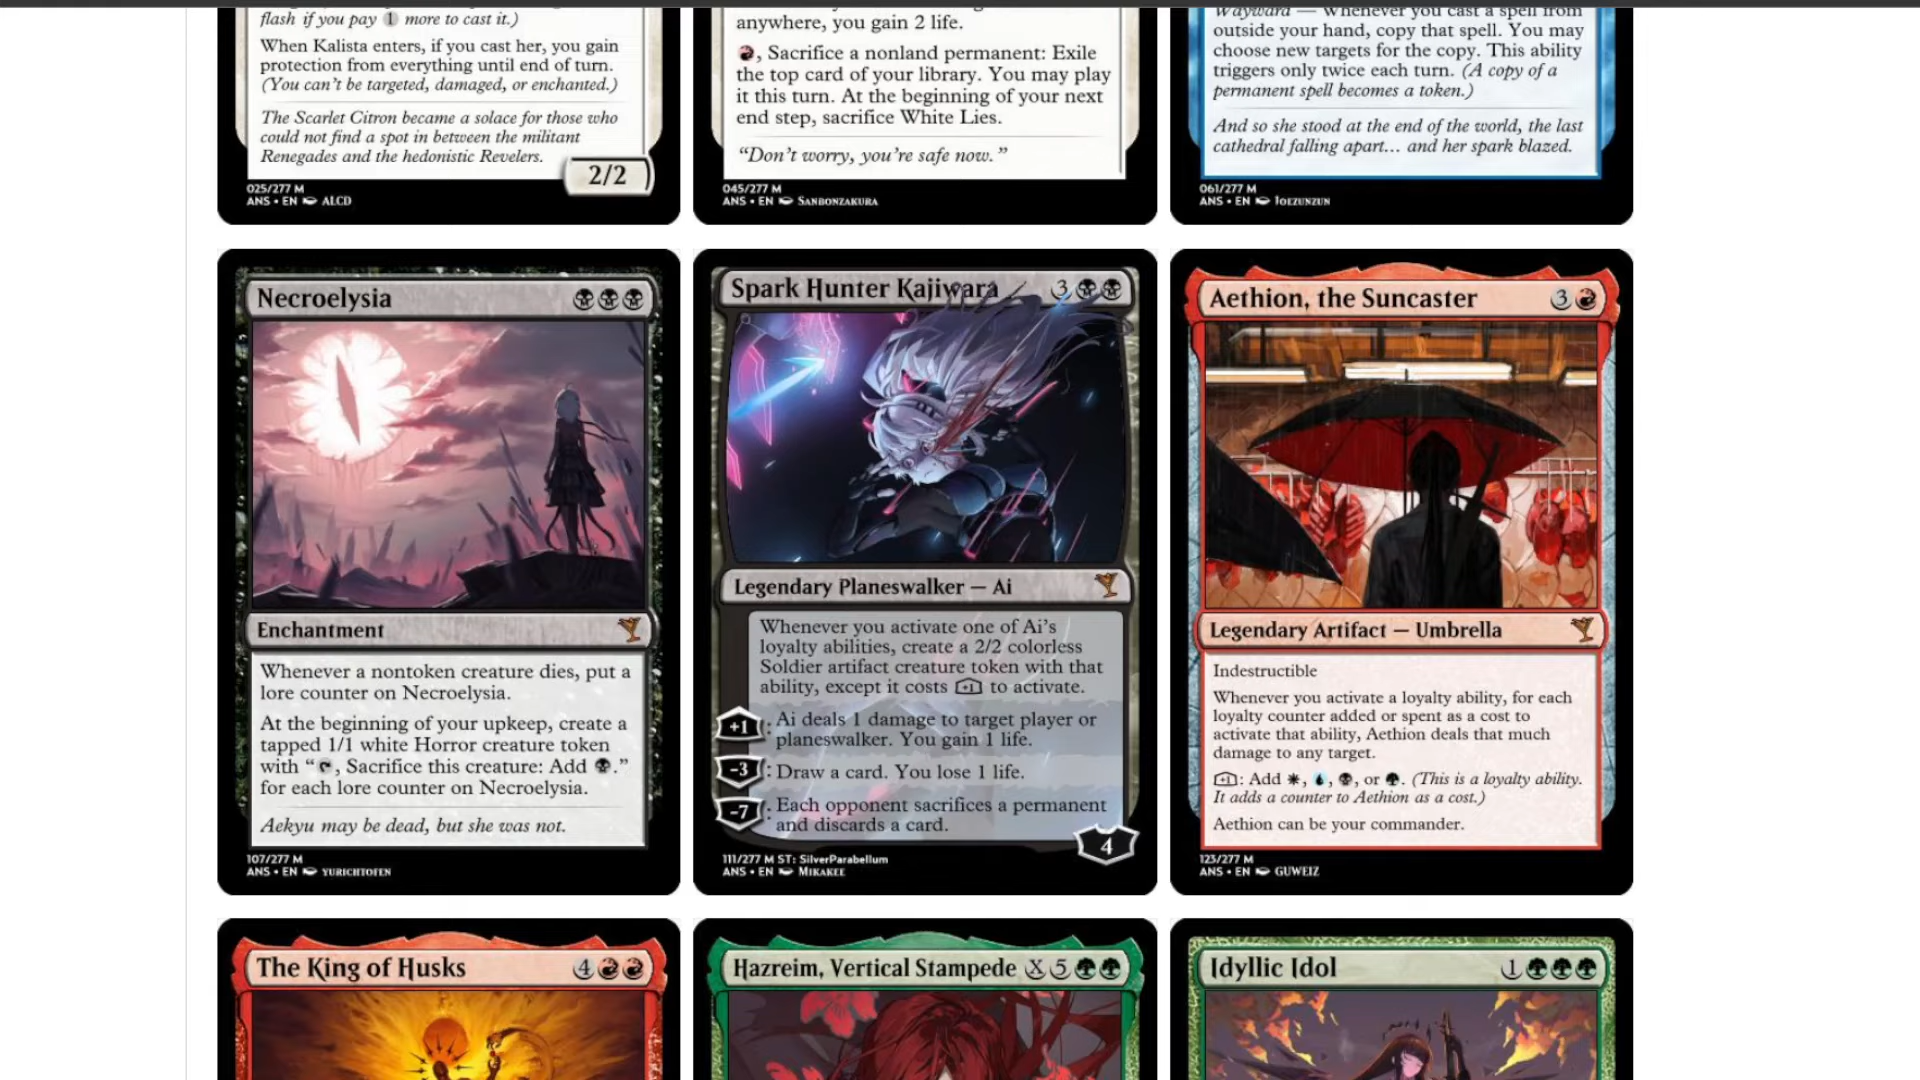 flash if you pay 1 more to cast it.)
When Kalista enters, if you cast her, you gain
protection from everything until end of turn.
(You can't be targeted, damaged, or enchanted.)
The Scarlet Citron became a solace for those who
could not find a spot in between the militant
Renegades and the hedonistic Revelers.
2/2
025/277 M
ANS • EN ALCD
anywhere, you gain 2 life.
, Sacrifice a nonland permanent: Exile
the top card of your library. You may play
it this turn. At the beginning of your next
end step, sacrifice White Lies.
"Don't worry, you're safe now."
045/277 M
ANS • EN SANBONZAKURA
Wayward — Whenever you cast a spell from
outside your hand, copy that spell. You may
choose new targets for the copy. This ability
triggers only twice each turn. (A copy of a
permanent spell becomes a token.)
And so she stood at the end of the world, the last
cathedral falling apart... and her spark blazed.
061/277 M
ANS • EN JOEZUNZUN
Necroelysia
Enchantment
Whenever a nontoken creature dies, put a
lore counter on Necroelysia.
At the beginning of your upkeep, create a
tapped 1/1 white Horror creature token
with " , Sacrifice this creature: Add ."
for each lore counter on Necroelysia.
Aekyu may be dead, but she was not.
107/277 M
ANS • EN YURICHTOFEN
Spark Hunter Kajiwara 3
Legendary Planeswalker — Ai
Whenever you activate one of Ai's
loyalty abilities, create a 2/2 colorless
Soldier artifact creature token with that
ability, except it costs +1 to activate.
+1: Ai deals 1 damage to target player or
planeswalker. You gain 1 life.
-3: Draw a card. You lose 1 life.
-7: Each opponent sacrifices a permanent
and discards a card.
4
111/277 M ST: SilverParabellum
ANS • EN MIKAKEE
Aethion, the Suncaster 3
Legendary Artifact — Umbrella
Indestructible
Whenever you activate a loyalty ability, for each
loyalty counter added or spent as a cost to
activate that ability, Aethion deals that much
damage to any target.
+1: Add , , , or . (This is a loyalty ability.
It adds a counter to Aethion as a cost.)
Aethion can be your commander.
123/277 M
ANS • EN GUWEIZ
The King of Husks 4
Hazreim, Vertical Stampede X 5
Idyllic Idol 1